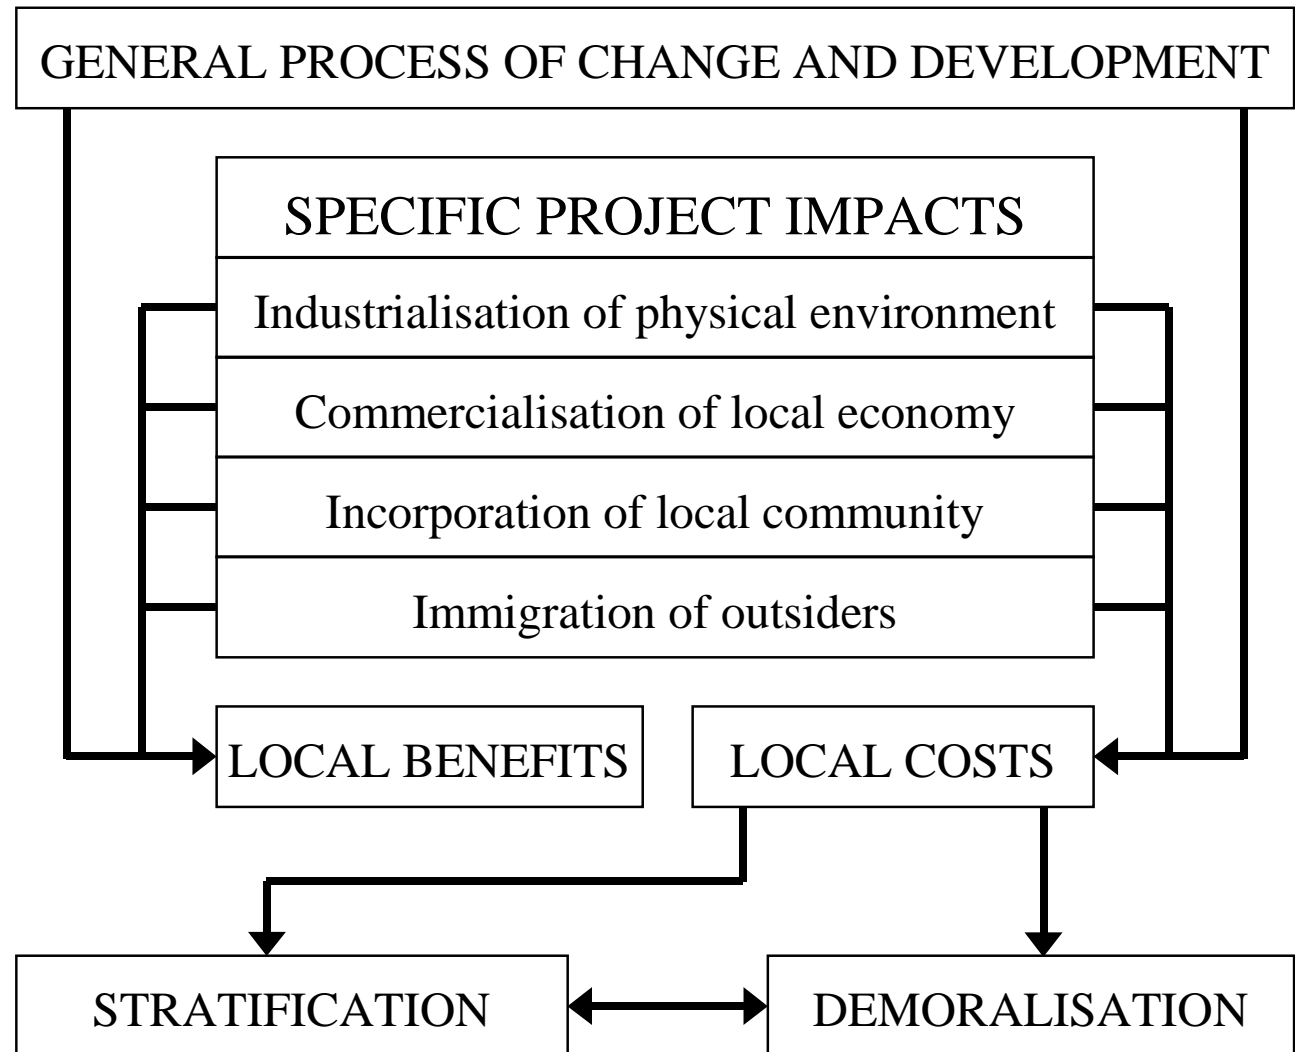 GENERAL PROCESS OF CHANGE AND DEVELOPMENT
SPECIFIC PROJECT IMPACTS
Industrialisation of physical environment
Commercialisation of local economy
Incorporation of local community
Immigration of outsiders
LOCAL BENEFITS
LOCAL COSTS
STRATIFICATION
DEMORALISATION